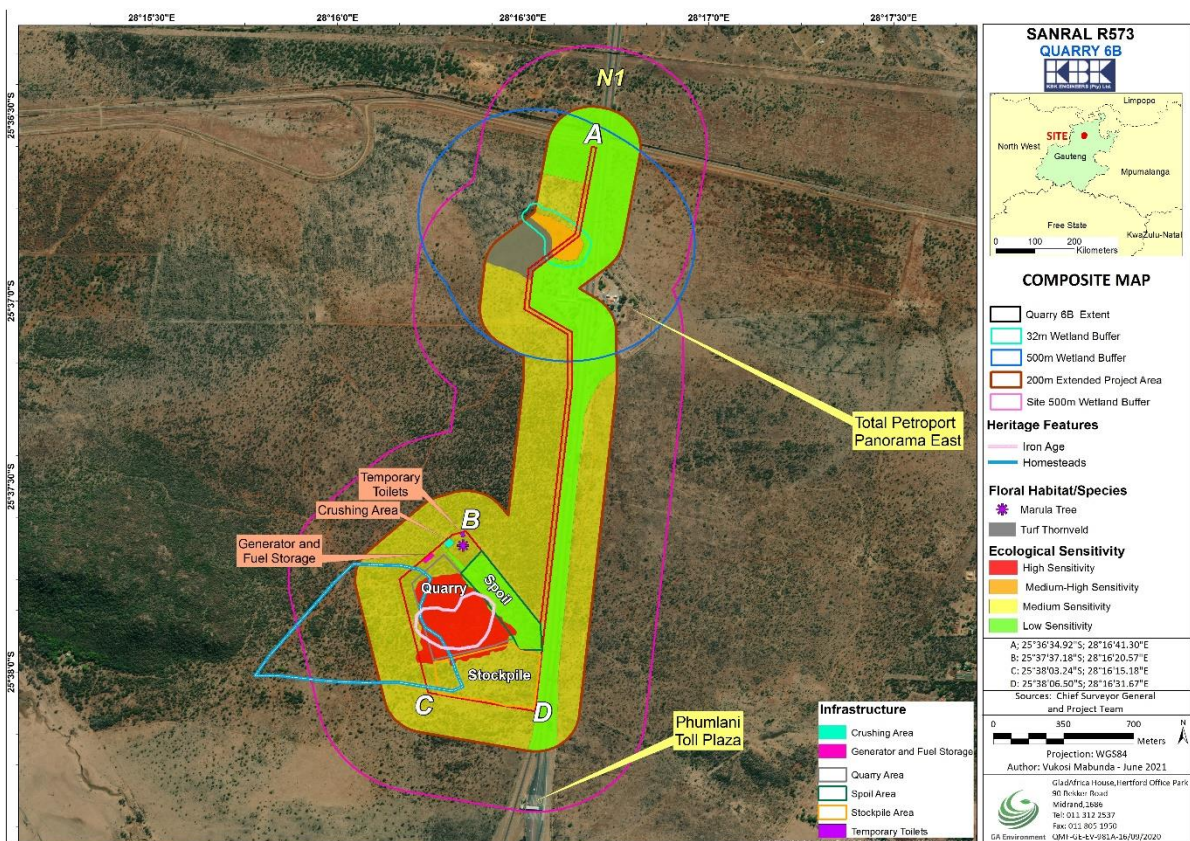 28°15'30"E
28°16'0"E
28°16'30"E
28°17'0"E
28°17'30"E
25°36'30"S
25°37'0"S
25°37'30"S
25°38'0"S
N1
A
Total Petroport
Panorama East
Temporary
Toilets
Crushing Area
B
Generator and
Fuel Storage
Quarry
Spoil
Stockpile
C
D
Phumlani
Toll Plaza
Infrastructure
Crushing Area
Generator and Fuel Storage
Quarry Area
Spoil Area
Stockpile Area
Temporary Toilets
SANRAL R573
QUARRY 6B
KBK
KBK ENGINEERS (Pty) Ltd.
Limpopo
SITE
North West
Gauteng
Mpumalanga
Free State
KwaZulu-Natal
0 100 200
Kilometers
COMPOSITE MAP
Quarry 6B Extent
32m Wetland Buffer
500m Wetland Buffer
200m Extended Project Area
Site 500m Wetland Buffer
Heritage Features
Iron Age
Homesteads
Floral Habitat/Species
Marula Tree
Turf Thornveld
Ecological Sensitivity
High Sensitivity
Medium-High Sensitivity
Medium Sensitivity
Low Sensitivity
A; 25°36'34.92"S; 28°16'41.30"E
B: 25°37'37.18"S; 28°16'20.57"E
C: 25°38'03.24"S; 28°16'15.18"E
D: 25°38'06.50"S; 28°16'31.67"E
Sources: Chief Surveyor General
and Project Team
0 350 700
Meters
N
Projection: WGS84
Author: Vukosi Mabunda - June 2021
GladAfrica House,Hertford Office Park
90 Bekker Road
Midrand,1686
Tel: 011 312 2537
Fax: 011 805 1950
GA Environment QMF-GE-EV-981A-16/09/2020